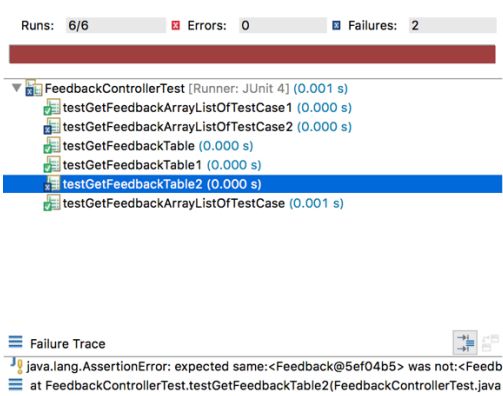 Runs: 6/6 Errors: 0 Failures: 2
FeedbackControllerTest [Runner: JUnit 4] (0.001 s)
testGetFeedbackArrayListOfTestCase1 (0.000 s)
testGetFeedbackArrayListOfTestCase2 (0.000 s)
testGetFeedbackTable (0.000 s)
testGetFeedbackTable1 (0.000 s)
testGetFeedbackTable2 (0.000 s)
testGetFeedbackArrayListOfTestCase (0.001 s)
Failure Trace
java.lang.AssertionError: expected same:<Feedback@5ef04b5> was not:<Feedb
at FeedbackControllerTest.testGetFeedbackTable2(FeedbackControllerTest.java